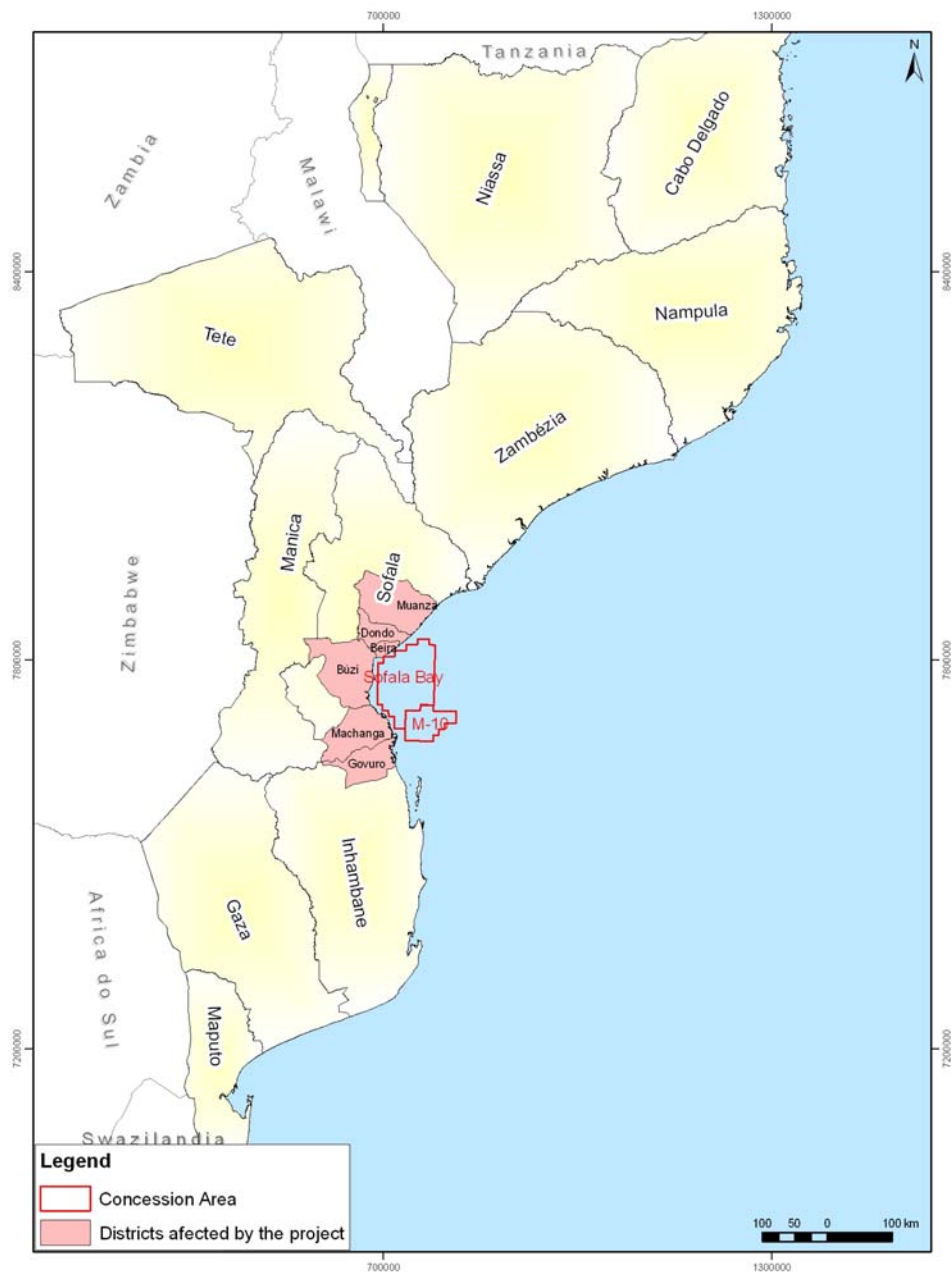 700000
1300000
Tanzania
N
Cabo Delgado
Zambia
Malawi
Niassa
8400000
8400000
Nampula
Tete
Zambézia
Manica
Sofala
Zimbabwe
Muanza
Dondo
Beira
7800000
7800000
Búzi
Sofala Bay
M-10
Machanga
Govuro
Inhambane
Gaza
Africa do Sul
Maputo
7200000
7200000
Swazilandia
Legend
Concession Area
Districts afected by the project
100 50 0 100 km
700000
1300000